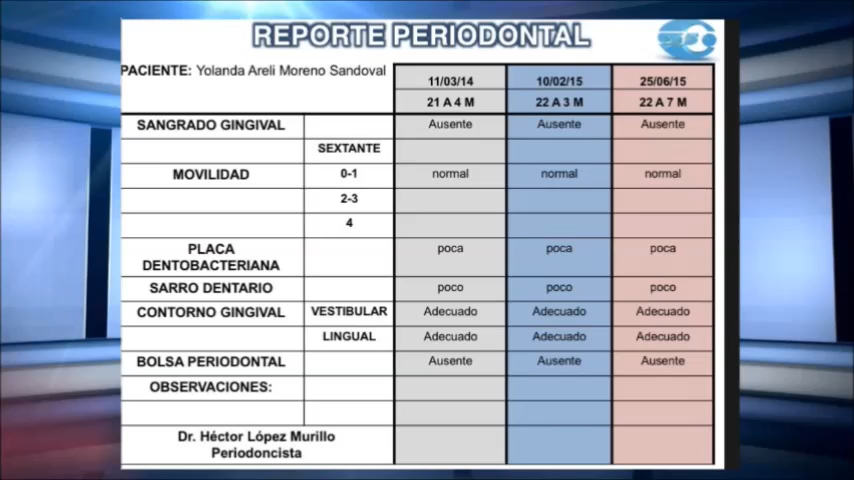 REPORTE PERIODONTAL
PACIENTE: Yolanda Areli Moreno Sandoval
11/03/14 10/02/15 25/06/15
21 A 4 M 22 A 3 M 22 A 7 M
SANGRADO GINGIVAL Ausente Ausente Ausente
SEXTANTE
MOVILIDAD 0-1 normal normal normal
2-3
4
PLACA DENTOBACTERIANA poca poca poca
SARRO DENTARIO poco poco poco
CONTORNO GINGIVAL VESTIBULAR Adecuado Adecuado Adecuado
LINGUAL Adecuado Adecuado Adecuado
BOLSA PERIODONTAL Ausente Ausente Ausente
OBSERVACIONES:
Dr. Héctor López Murillo
Periodoncista